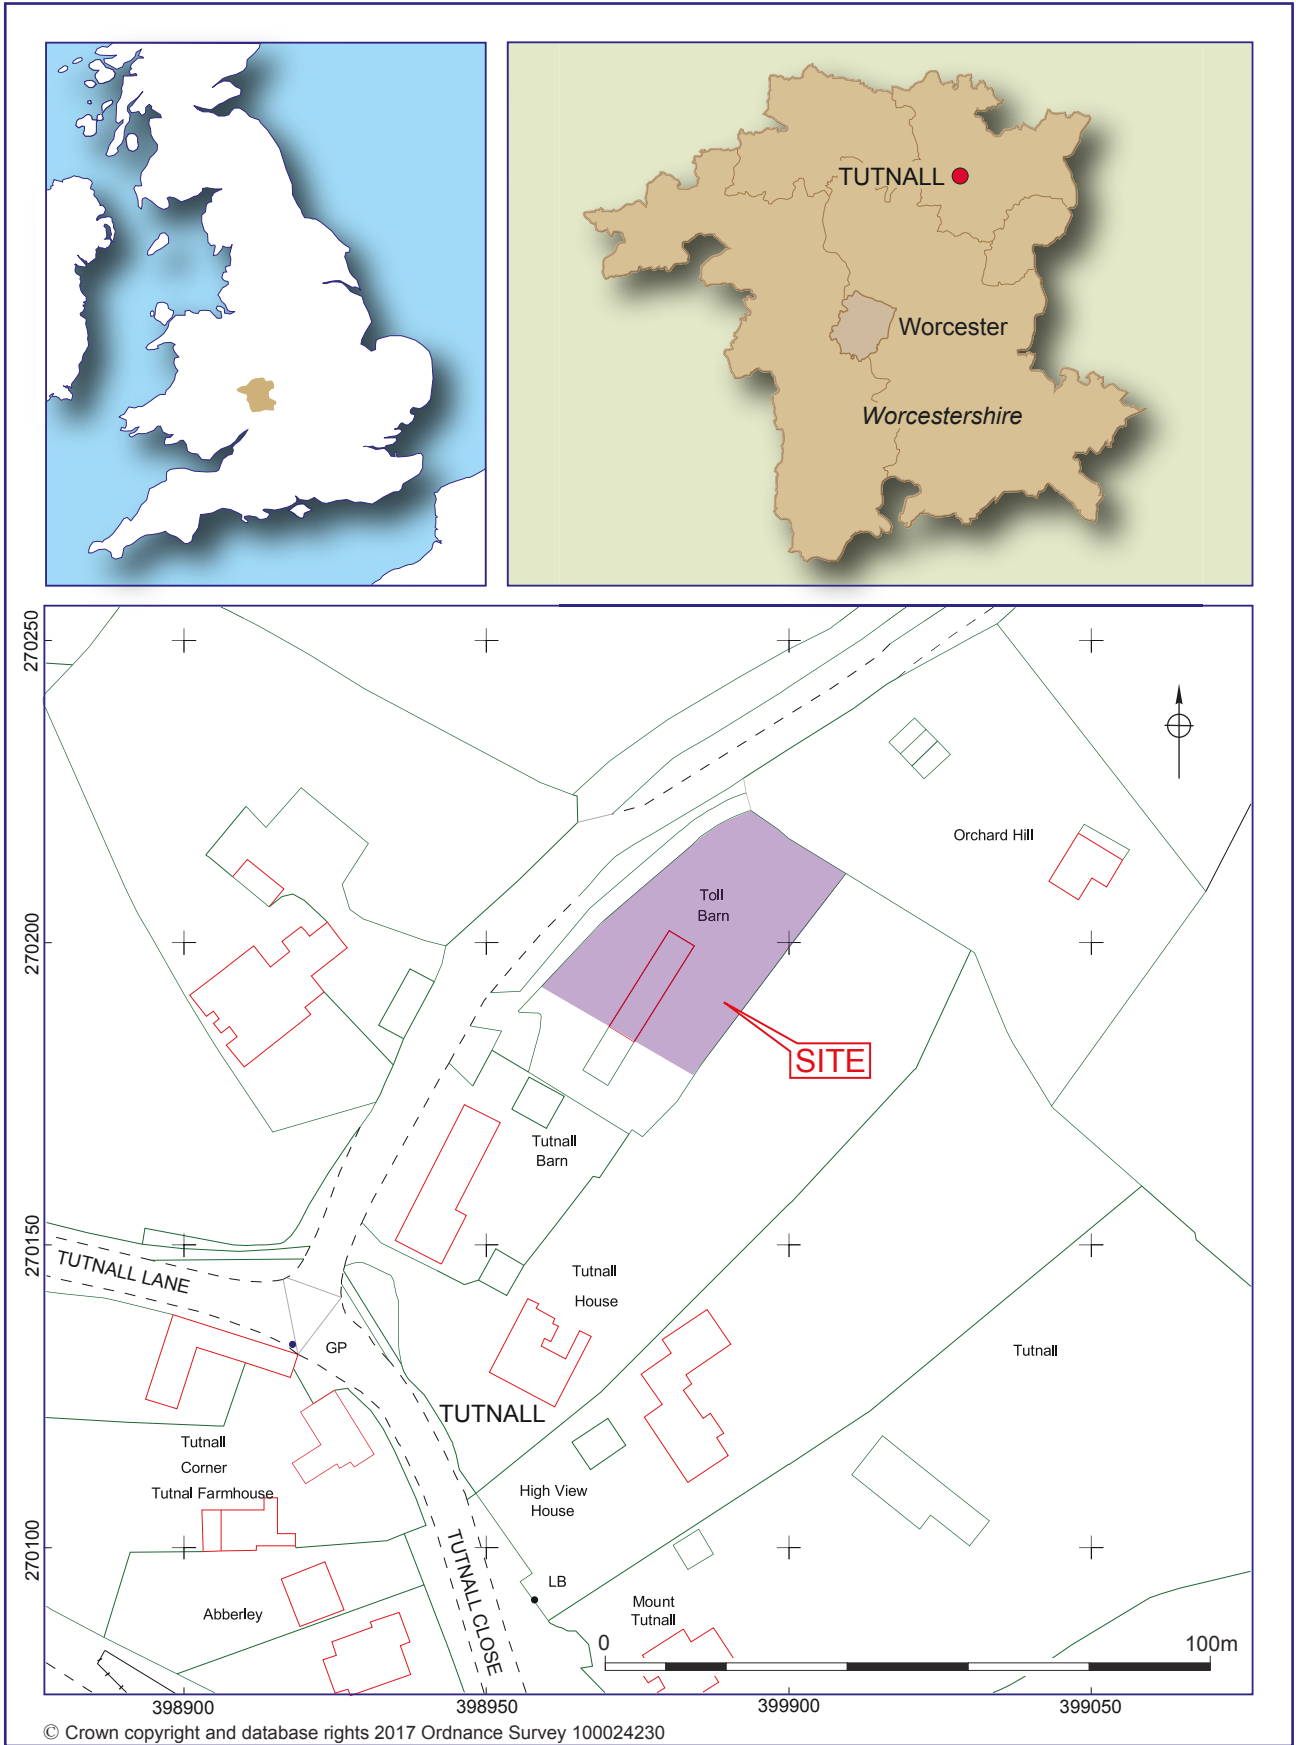 TUTNALL
Worcester
Worcestershire
270250
270200
270150
270100
Orchard Hill
Toll
Barn
SITE
Tutnall
Barn
TUTNALL LANE
Tutnall
House
GP
Tutnall
TUTNALL
Tutnall
Corner
Tutnal Farmhouse
High View
House
TUTNALL CLOSE
LB
Abberley
Mount
Tutnall
0
100m
398900
398950
399900
399050
© Crown copyright and database rights 2017 Ordnance Survey 100024230